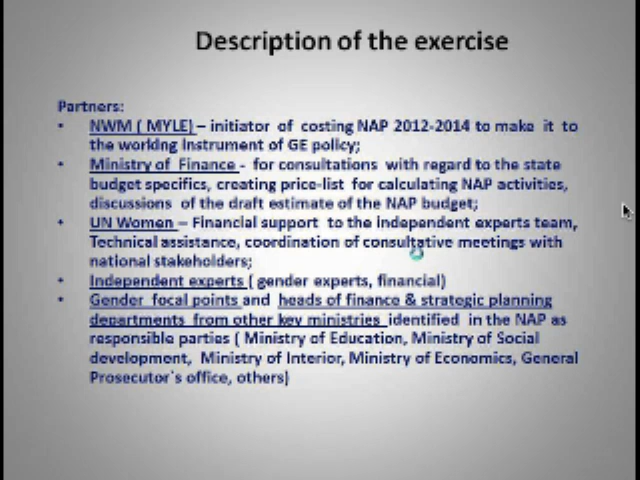 Description of the exercise
Partners:
• NWM ( MYLE) – initiator of costing NAP 2012-2014 to make it to
the working instrument of GE policy;
• Ministry of Finance - for consultations with regard to the state
budget specifics, creating price-list for calculating NAP activities,
discussions of the draft estimate of the NAP budget;
• UN Women – Financial support to the independent experts team,
Technical assistance, coordination of consultative meetings with
national stakeholders;
• Independent experts ( gender experts, financial)
• Gender focal points and heads of finance & strategic planning
departments from other key ministries identified in the NAP as
responsible parties ( Ministry of Education, Ministry of Social
development, Ministry of Interior, Ministry of Economics, General
Prosecutor`s office, others)